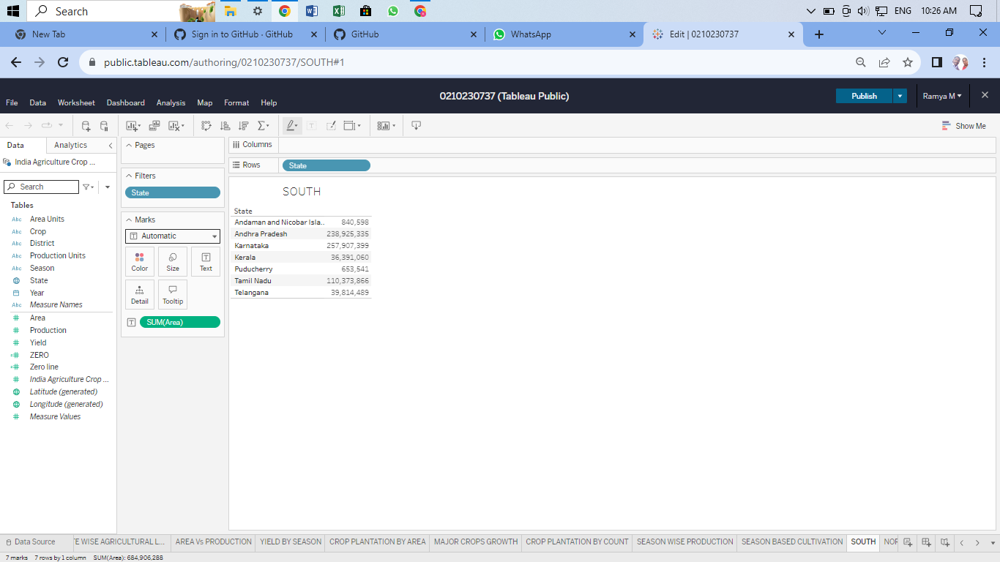 Search
ENG 10:26 AM
New Tab
Sign in to GitHub · GitHub
GitHub
WhatsApp
Edit | 0210230737
public.tableau.com/authoring/0210230737/SOUTH#1
0210230737 (Tableau Public)
Publish
Ramya M
File Data Worksheet Dashboard Analysis Map Format Help
Show Me
Data Analytics
India Agriculture Crop ...
Search
Tables
Abc Area Units
Abc Crop
Abc District
Abc Production Units
Abc Season
State
Year
Abc Measure Names
Area
Production
Yield
ZERO
Zero line
India Agriculture Crop ...
Latitude (generated)
Longitude (generated)
Measure Values
Pages
Filters
State
Marks
Automatic
Color Size Text
Detail Tooltip
SUM(Area)
Columns
Rows State
SOUTH
State
Andaman and Nicobar Isla.. 840,598
Andhra Pradesh 238,925,335
Karnataka 257,907,399
Kerala 36,391,060
Puducherry 653,541
Tamil Nadu 110,373,866
Telangana 39,814,489
Data Source
E WISE AGRICULTURAL L...
AREA Vs PRODUCTION
YIELD BY SEASON
CROP PLANTATION BY AREA
MAJOR CROPS GROWTH
CROP PLANTATION BY COUNT
SEASON WISE PRODUCTION
SEASON BASED CULTIVATION
SOUTH
NOR
7 marks 7 rows by 1 column SUM(Area): 684,906,288